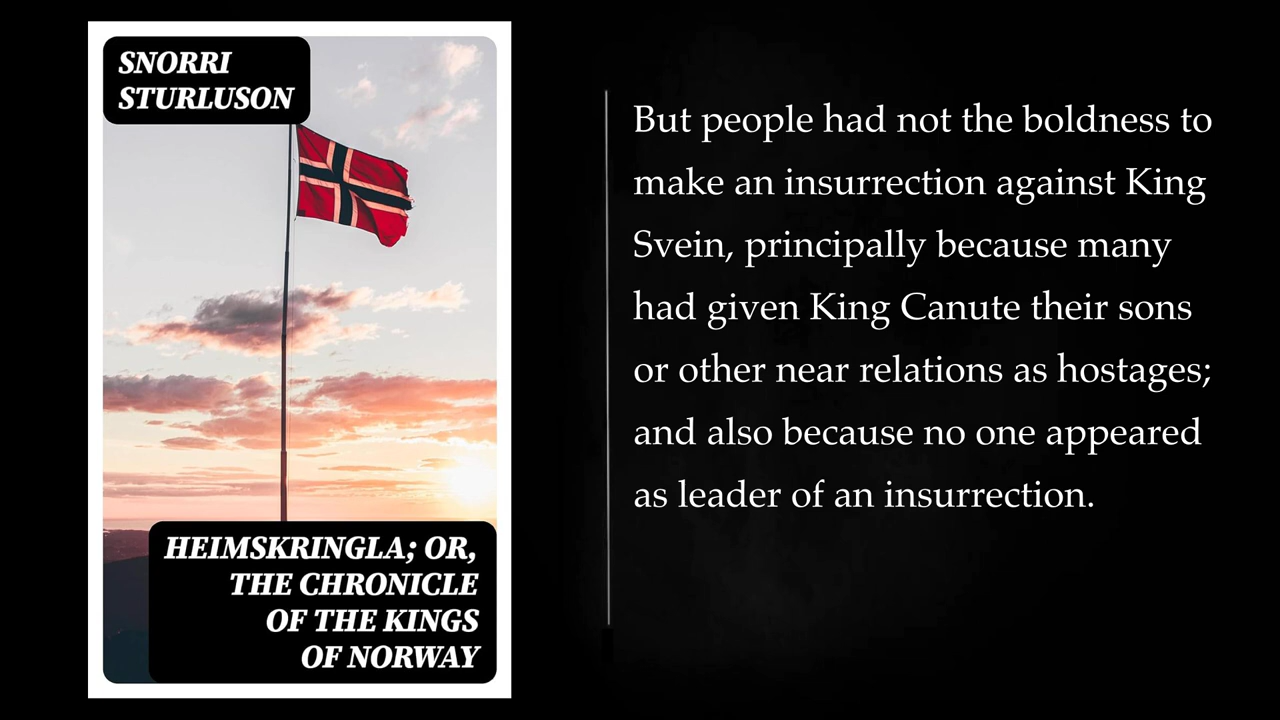 SNORRI
STURLUSON
HEIMSKRINGLA; OR,
THE CHRONICLE
OF THE KINGS
OF NORWAY
But people had not the boldness to
make an insurrection against King
Svein, principally because many
had given King Canute their sons
or other near relations as hostages;
and also because no one appeared
as leader of an insurrection.